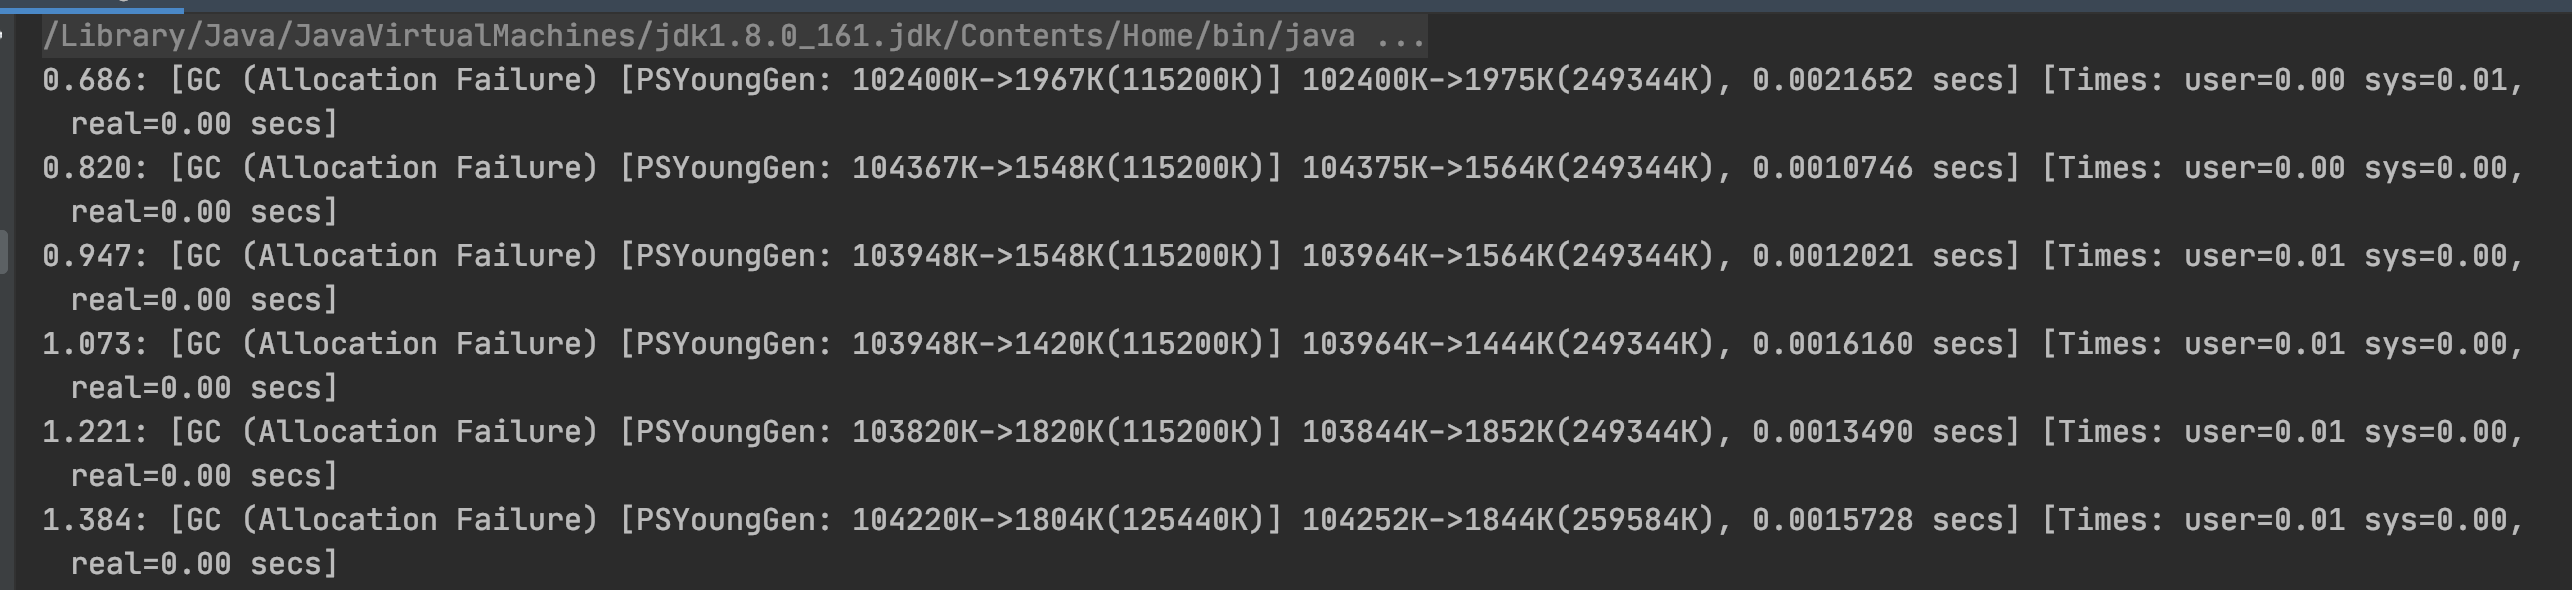 /Library/Java/JavaVirtualMachines/jdk1.8.0_161.jdk/Contents/Home/bin/java ...
0.686: [GC (Allocation Failure) [PSYoungGen: 102400K->1967K(115200K)] 102400K->1975K(249344K), 0.0021652 secs] [Times: user=0.00 sys=0.01,
real=0.00 secs]
0.820: [GC (Allocation Failure) [PSYoungGen: 104367K->1548K(115200K)] 104375K->1564K(249344K), 0.0010746 secs] [Times: user=0.00 sys=0.00,
real=0.00 secs]
0.947: [GC (Allocation Failure) [PSYoungGen: 103948K->1548K(115200K)] 103964K->1564K(249344K), 0.0012021 secs] [Times: user=0.01 sys=0.00,
real=0.00 secs]
1.073: [GC (Allocation Failure) [PSYoungGen: 103948K->1420K(115200K)] 103964K->1444K(249344K), 0.0016160 secs] [Times: user=0.01 sys=0.00,
real=0.00 secs]
1.221: [GC (Allocation Failure) [PSYoungGen: 103820K->1820K(115200K)] 103844K->1852K(249344K), 0.0013490 secs] [Times: user=0.01 sys=0.00,
real=0.00 secs]
1.384: [GC (Allocation Failure) [PSYoungGen: 104220K->1804K(125440K)] 104252K->1844K(259584K), 0.0015728 secs] [Times: user=0.01 sys=0.00,
real=0.00 secs]